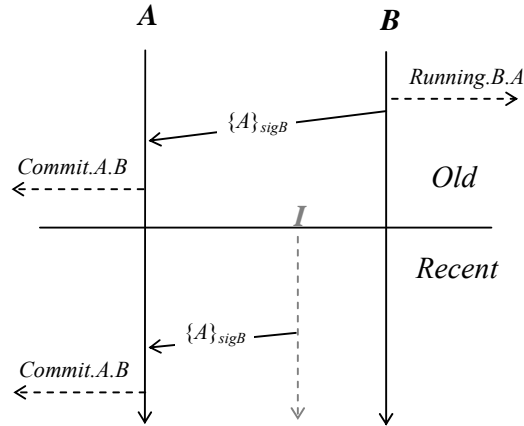 A B
Running.B.A
{A}sigB
Commit.A.B
Old
I
Recent
{A}sigB
Commit.A.B